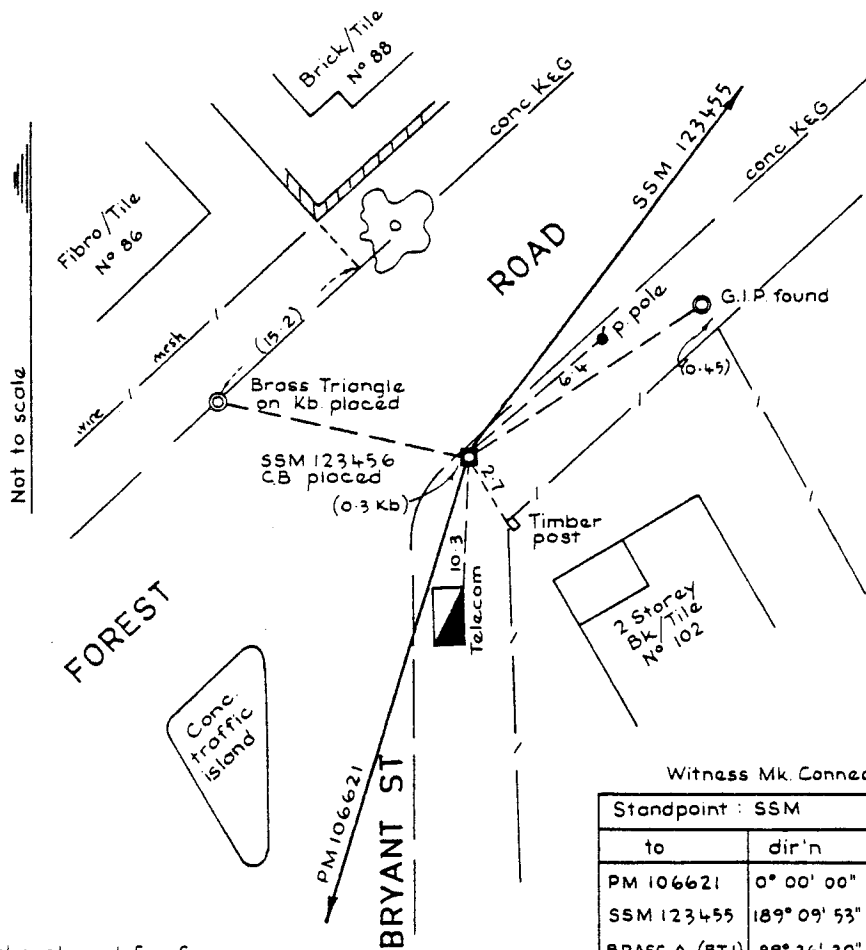 Brick/Tile
Nº 88
conc K&G
SSM 123455
conc K&G
Fibro/Tile
Nº 86
ROAD
Not to scale
wire mesh
(15.2)
p. pole
G.I.P. found
6.4
(0.45)
Brass Triangle
on Kb. placed
SSM 123456
C.B placed
(0.3 Kb)
2.7
Timber
post
10.3
Telecom
2 Storey
Bk/Tile
Nº 102
FOREST
Conc.
traffic
island
PM 106621
BRYANT ST
Witness Mk. Connec
Standpoint : SSM
to dir'n
PM 106621 0° 00' 00"
SSM 123455 189° 09' 53"